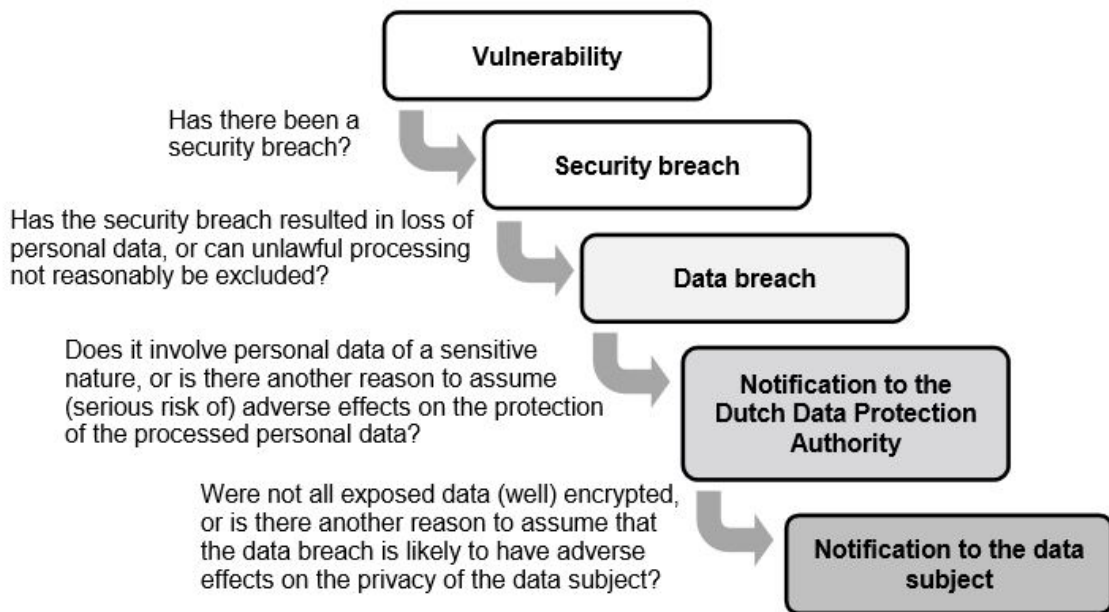 Vulnerability
Has there been a
security breach?
Security breach
Has the security breach resulted in loss of
personal data, or can unlawful processing
not reasonably be excluded?
Data breach
Does it involve personal data of a sensitive
nature, or is there another reason to assume
(serious risk of) adverse effects on the protection
of the processed personal data?
Notification to the
Dutch Data Protection
Authority
Were not all exposed data (well) encrypted,
or is there another reason to assume that
the data breach is likely to have adverse
effects on the privacy of the data subject?
Notification to the data
subject